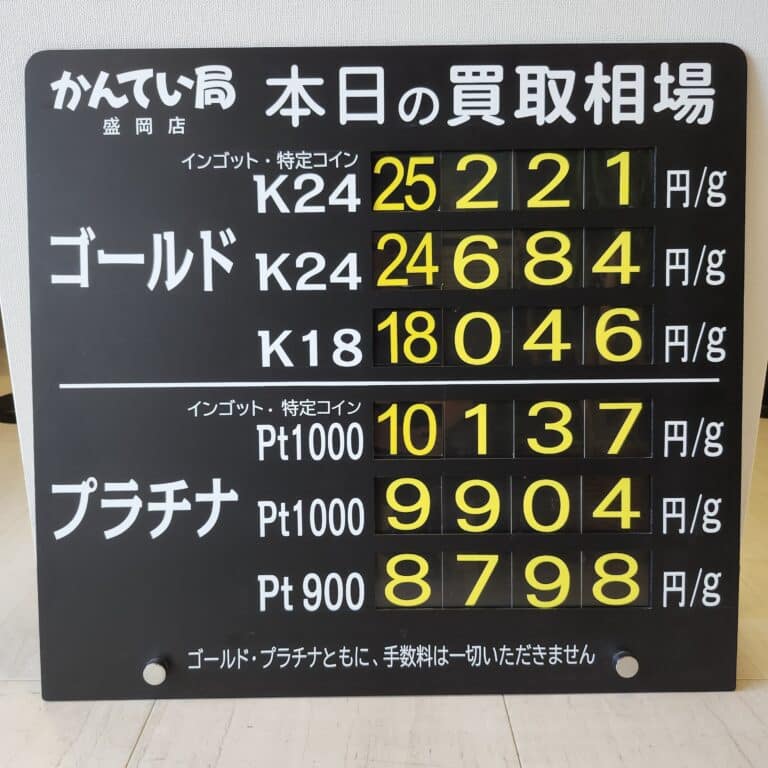 かんてい局 本日の買取相場
盛岡店
インゴット・特定コイン
K24 25221 円/g
ゴールド K24 24684 円/g
K18 18046 円/g
インゴット・特定コイン
Pt1000 10137 円/g
プラチナ Pt1000 9904 円/g
Pt900 8798 円/g
ゴールド・プラチナともに、手数料は一切いただきません